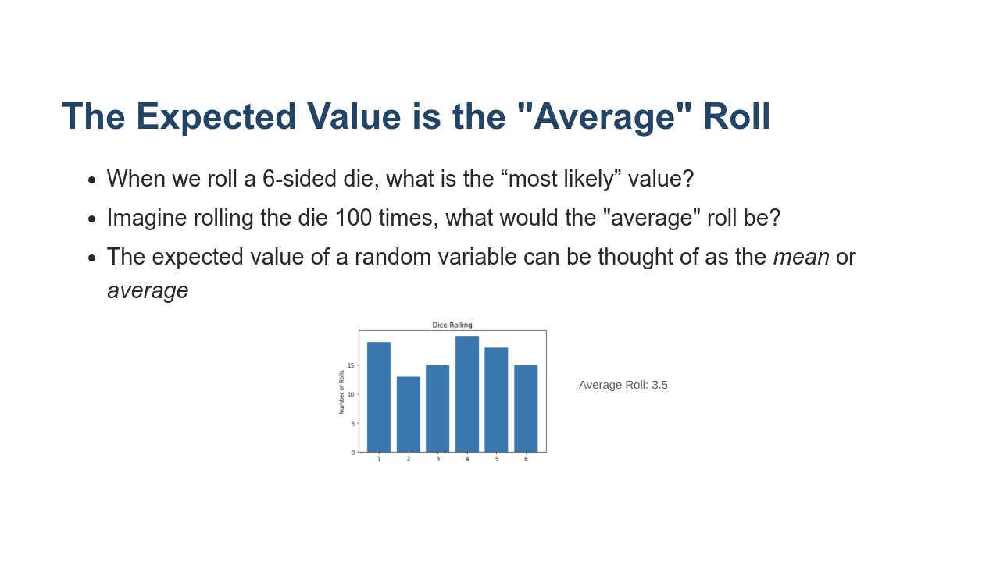 The Expected Value is the "Average" Roll
• When we roll a 6-sided die, what is the “most likely” value?
• Imagine rolling the die 100 times, what would the "average" roll be?
• The expected value of a random variable can be thought of as the mean or
average
Dice Rolling
Number of Rolls
15
10
5
0
1 2 3 4 5 6
Average Roll: 3.5